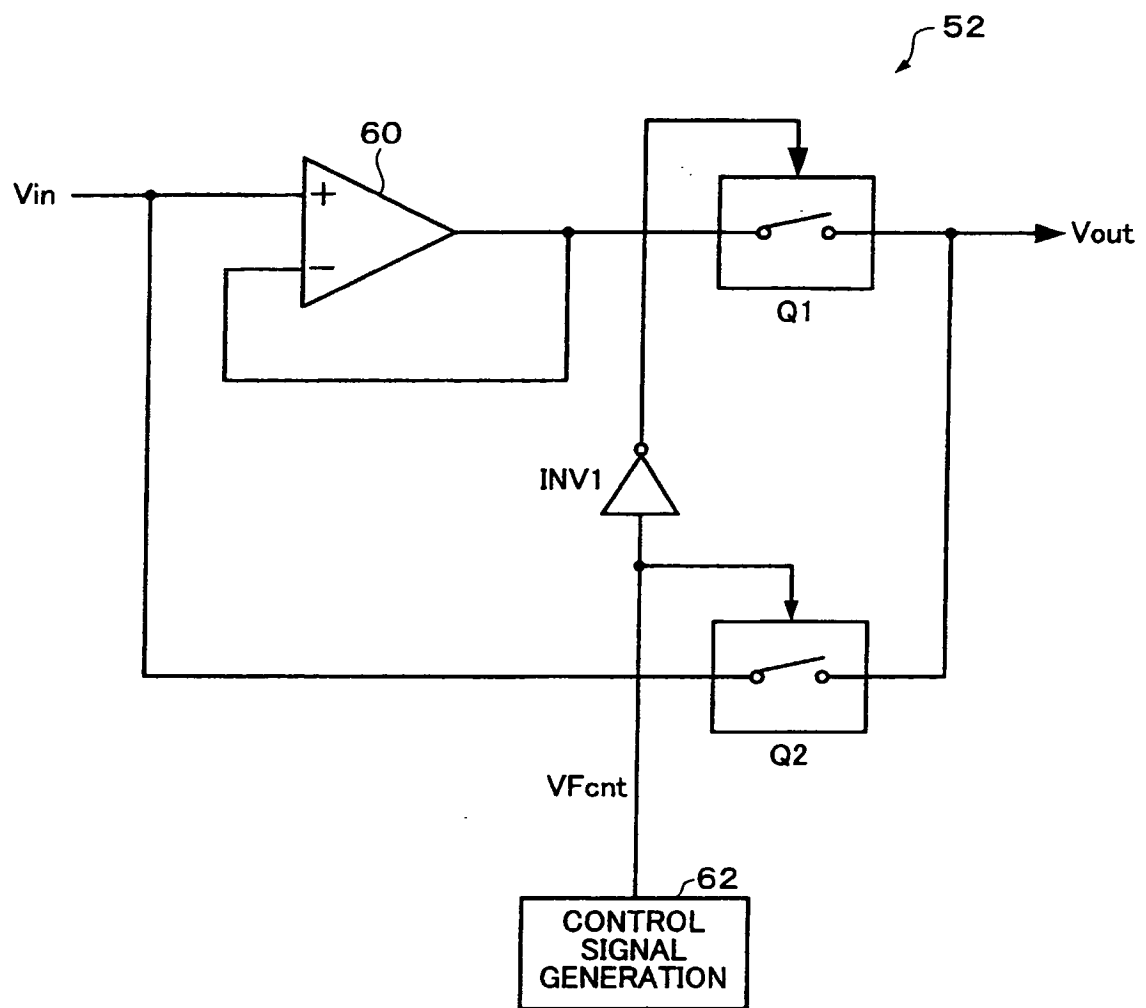 52
60
Vin
+
−
Vout
Q1
INV1
Q2
VFcnt
62
CONTROL
SIGNAL
GENERATION